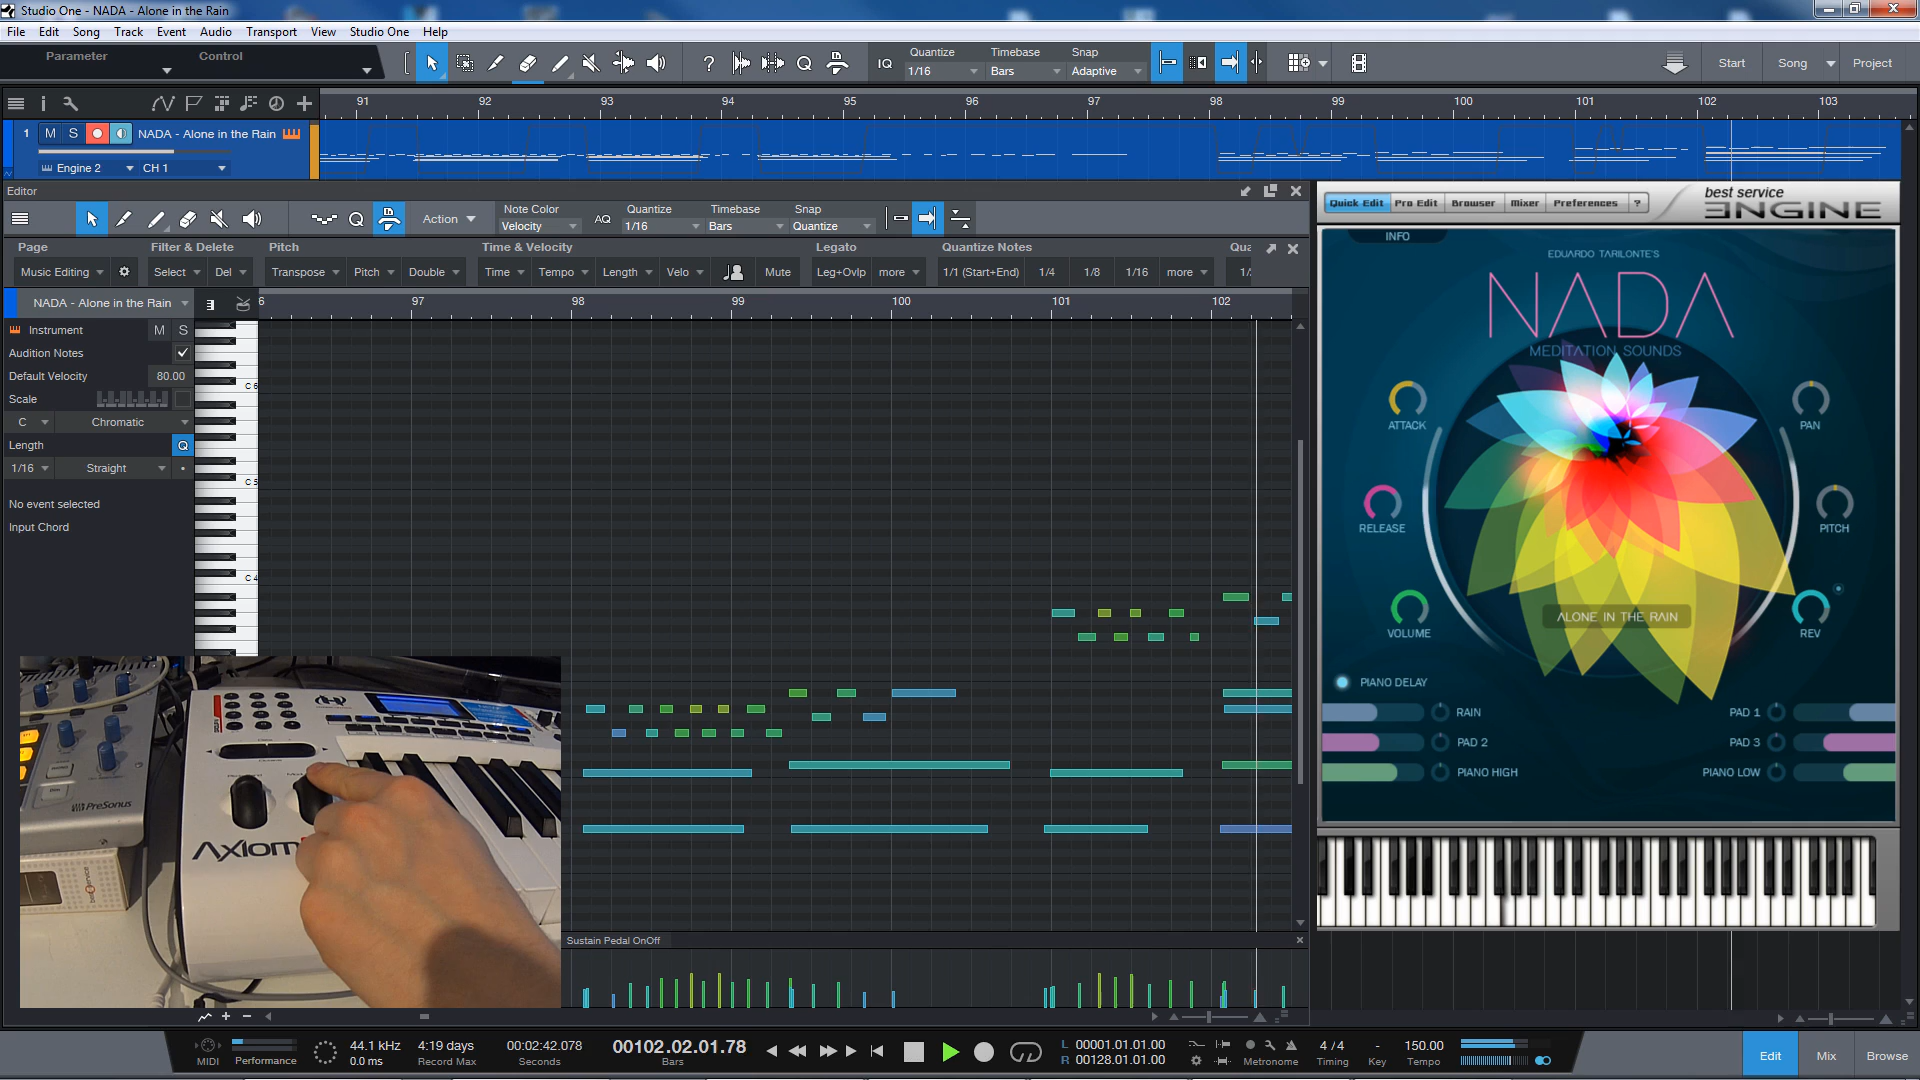 Studio One - NADA - Alone in the Rain
File Edit Song Track Event Audio Transport View Studio One Help
Parameter Control
Quantize Timebase Snap
IQ 1/16 Bars Adaptive
Start Song Project
91 92 93 94 95 96 97 98 99 100 101 102 103
1 M S NADA - Alone in the Rain
Engine 2 CH 1
Editor
Action
Note Color
Velocity
AQ
Quantize Timebase Snap
1/16 Bars Quantize
Page Filter & Delete Pitch Time & Velocity Legato Quantize Notes Qua
Music Editing Select Del Transpose Pitch Double Time Tempo Length Velo Mute Leg+Ovlp more 1/1 (Start+End) 1/4 1/8 1/16 more 1/
NADA - Alone in the Rain
6 97 98 99 100 101 102
Instrument M S
Audition Notes
Default Velocity 80.00
Scale
C Chromatic
Length Q
1/16 Straight
No event selected
Input Chord
C 6
C 5
C 4
PreSonus
AXIOM
Sustain Pedal OnOff
Quick Edit Pro Edit Browser Mixer Preferences ?
best service
ENGINE
INFO
EDUARDO TARILONTE'S
NADA
MEDITATION SOUNDS
ATTACK PAN
RELEASE PITCH
VOLUME REV
ALONE IN THE RAIN
PIANO DELAY
RAIN PAD 1
PAD 2 PAD 3
PIANO HIGH PIANO LOW
MIDI
Performance
44.1 kHz
0.0 ms
4:19 days
Record Max
00:02:42.078
Seconds
00102.02.01.78
Bars
L 00001.01.01.00
R 00128.01.01.00
Metronome
4 / 4
Timing
-
Key
150.00
Tempo
Edit Mix Browse